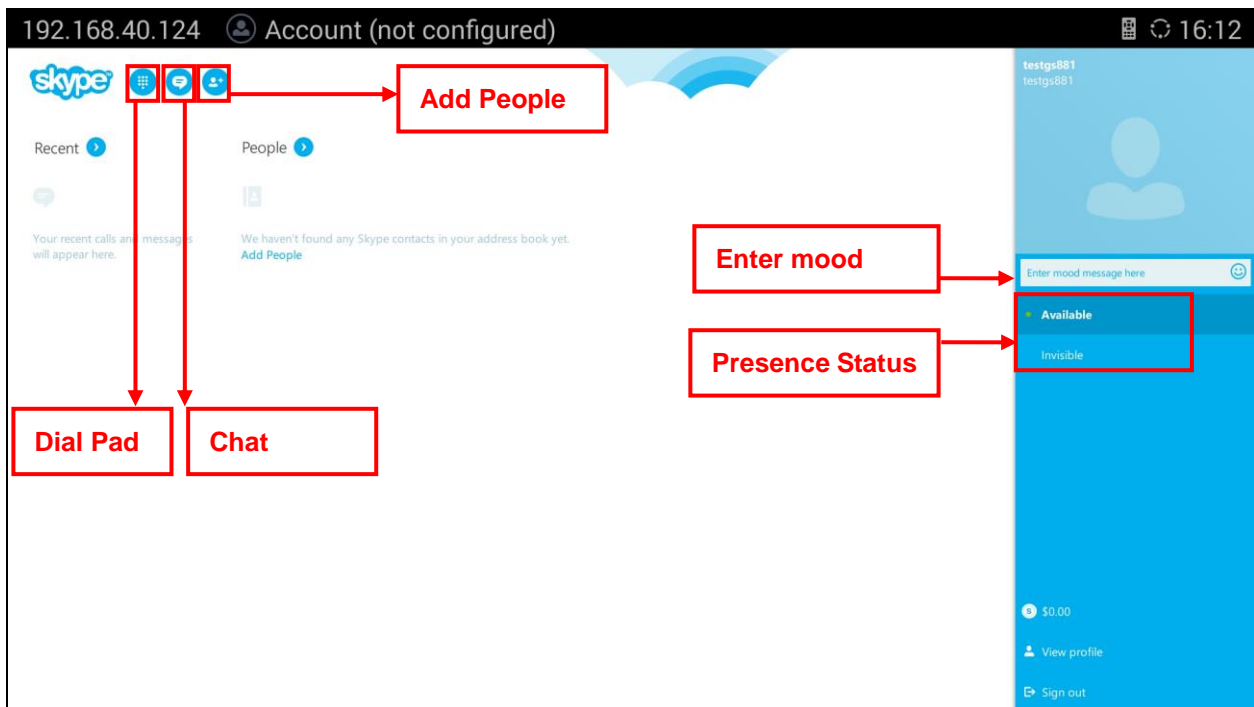 192.168.40.124 Account (not configured) 16:12
skype
Add People
Recent
People
Your recent calls and messages
will appear here.
We haven't found any Skype contacts in your address book yet.
Add People
Dial Pad
Chat
Enter mood
Presence Status
testgs881
testgs881
Enter mood message here
Available
Invisible
$0.00
View profile
Sign out